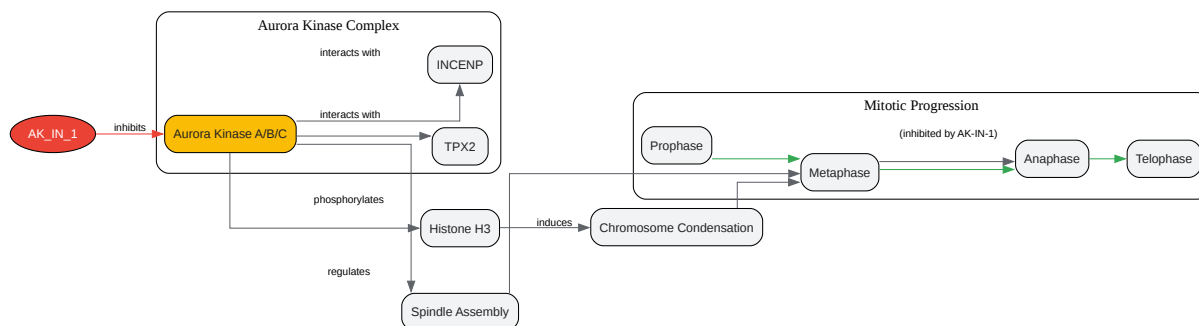 Aurora Kinase Complex
interacts with
INCENP
AK_IN_1
inhibits
Aurora Kinase A/B/C
interacts with
TPX2
phosphorylates
Histone H3
induces
Chromosome Condensation
regulates
Spindle Assembly
Mitotic Progression
(inhibited by AK-IN-1)
Prophase
Metaphase
Anaphase
Telophase